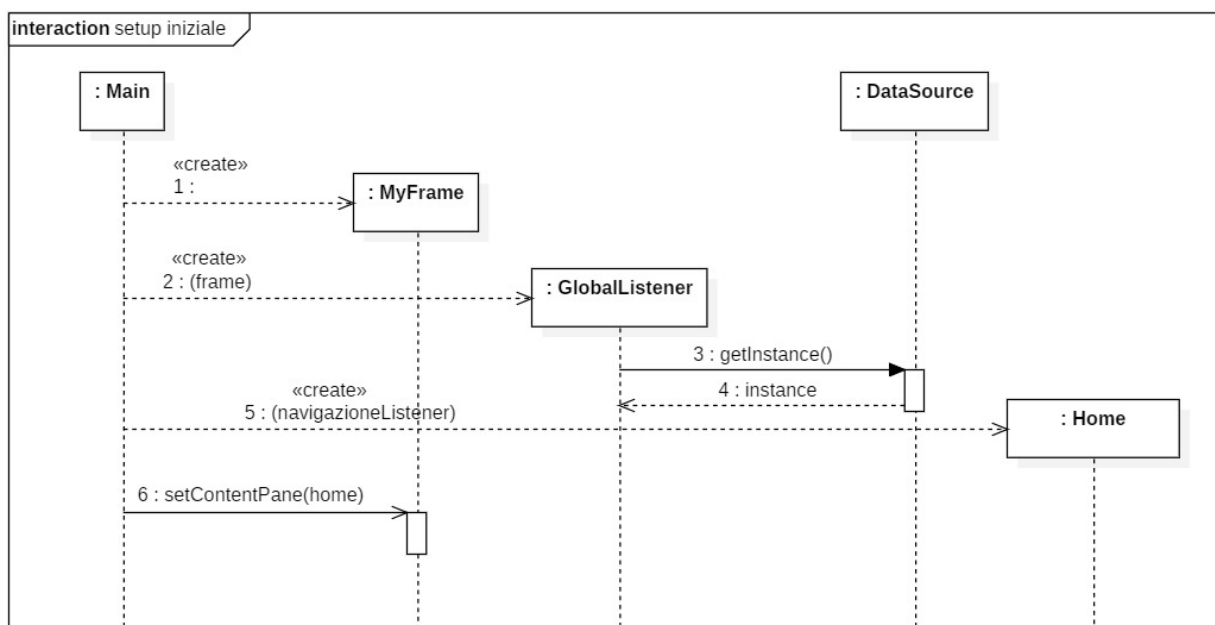 interaction setup iniziale
: Main
: DataSource
«create»
1 :
: MyFrame
«create»
2 : (frame)
: GlobalListener
3 : getInstance()
4 : instance
«create»
5 : (navigazioneListener)
: Home
6 : setContentPane(home)